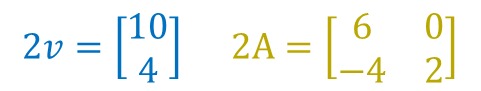 2v = [10 4] 2A = [6 0 -4 2]